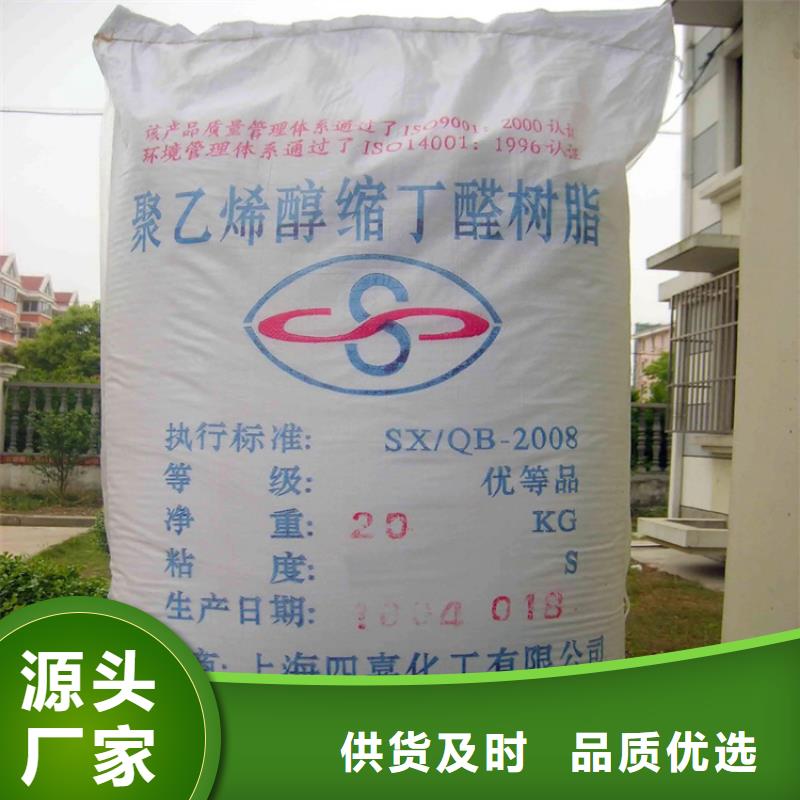 该产品质量管理体系通过了ISO9001：2000认证
环境管理体系通过了ISO14001：1996认证
聚乙烯醇缩丁醛树脂
执行标准: SX/QB-2008
等级: 优等品
净重: 20 KG
粘度: S
生产日期: 1004 018
商: 上海四嘉化工有限公司
源头
厂家
供货及时 品质优选